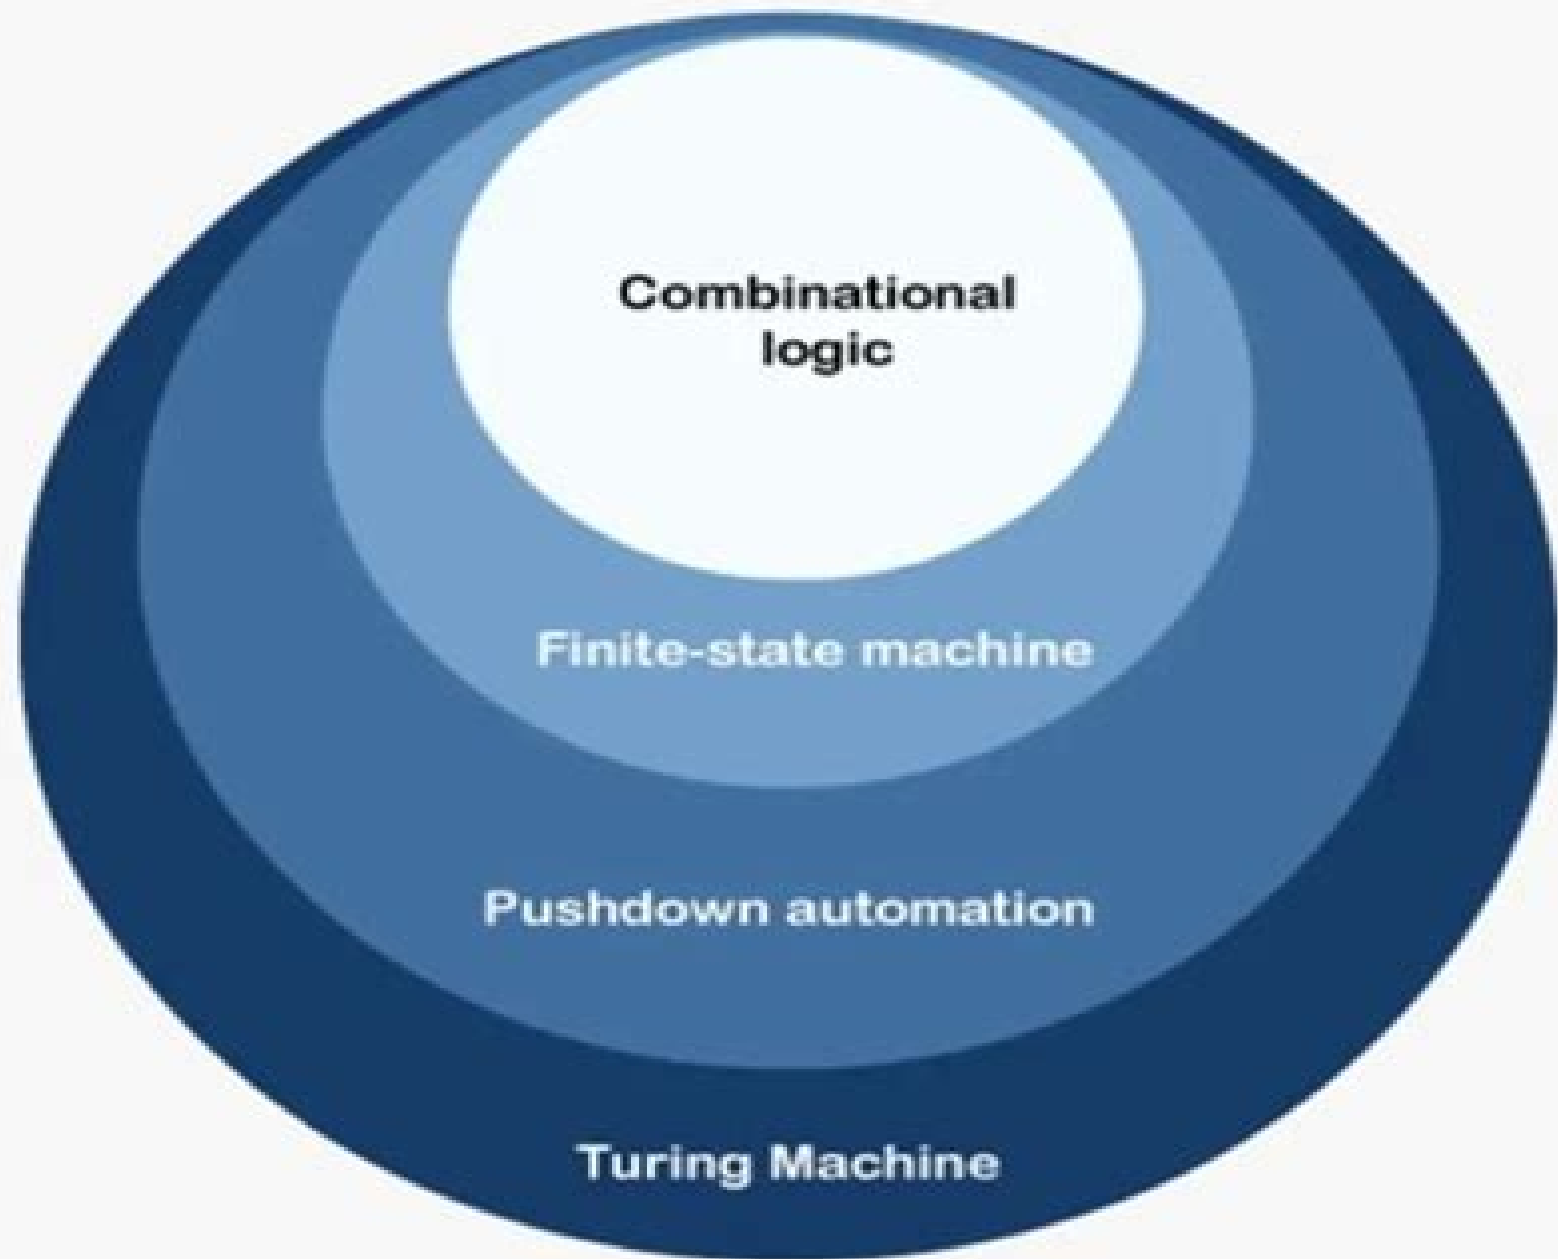 Combinational
logic
Finite-state machine
Pushdown automation
Turing Machine